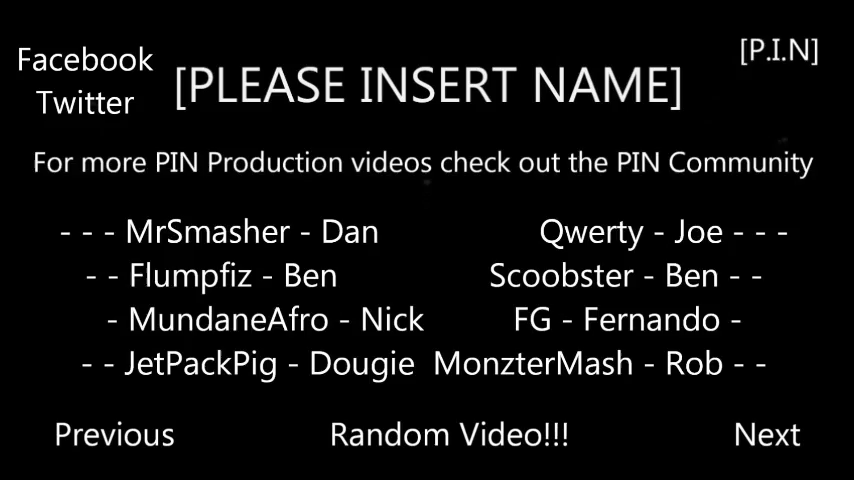 Facebook
Twitter
[PLEASE INSERT NAME]
[P.I.N]
For more PIN Production videos check out the PIN Community
- - - MrSmasher - Dan
Qwerty - Joe - - -
- - Flumpfiz - Ben
Scoobster - Ben - -
- MundaneAfro - Nick
FG - Fernando -
- - JetPackPig - Dougie
MonzterMash - Rob - -
Previous
Random Video!!!
Next